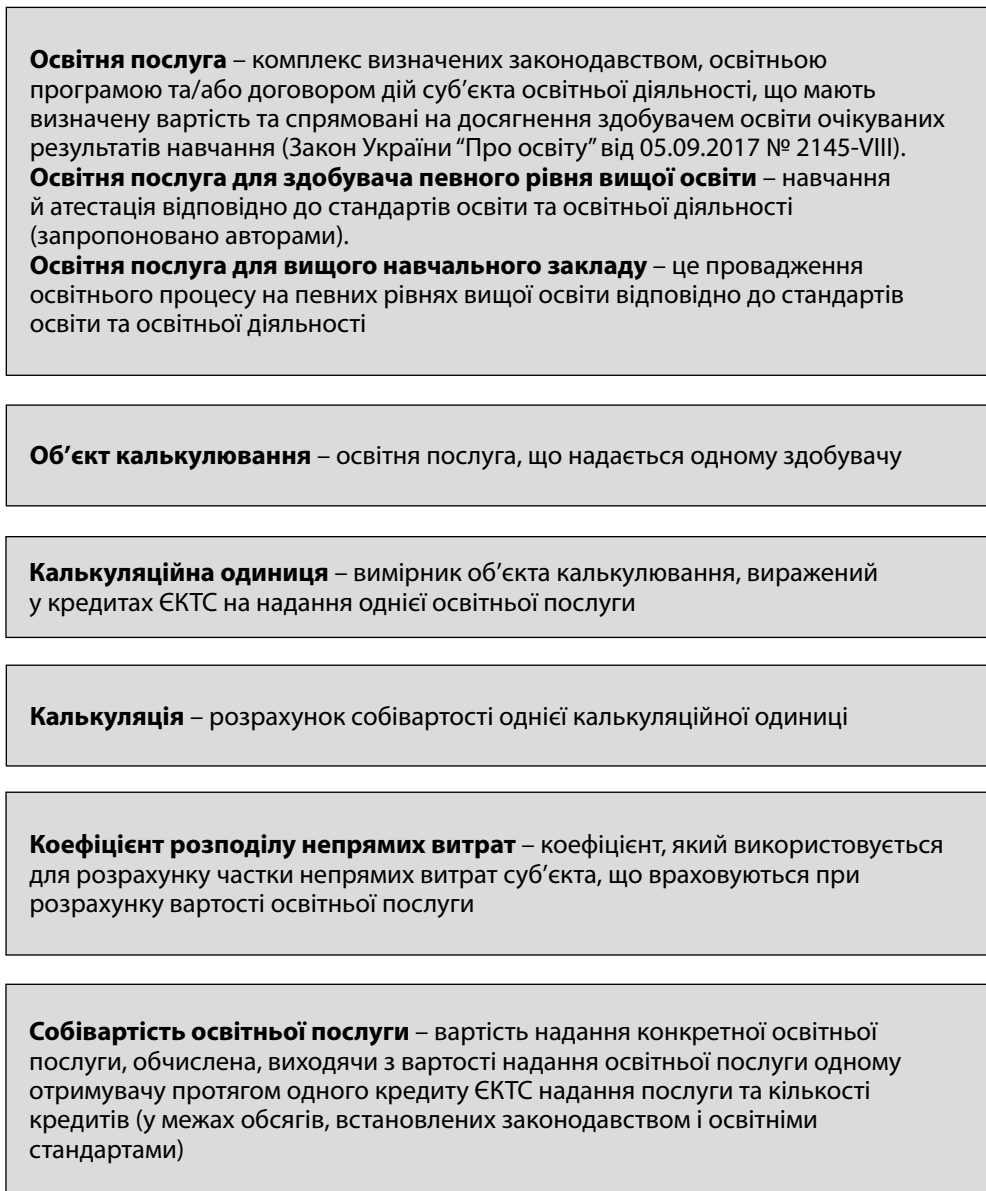 Освітня послуга – комплекс визначених законодавством, освітньою
програмою та/або договором дій суб’єкта освітньої діяльності, що мають
визначену вартість та спрямовані на досягнення здобувачем освіти очікуваних
результатів навчання (Закон України “Про освіту” від 05.09.2017 № 2145-VIII).
Освітня послуга для здобувача певного рівня вищої освіти – навчання
й атестація відповідно до стандартів освіти та освітньої діяльності
(запропоновано авторами).
Освітня послуга для вищого навчального закладу – це провадження
освітнього процесу на певних рівнях вищої освіти відповідно до стандартів
освіти та освітньої діяльності
Об’єкт калькулювання – освітня послуга, що надається одному здобувачу
Калькуляційна одиниця – вимірник об’єкта калькулювання, виражений
у кредитах ЄКТС на надання однієї освітньої послуги
Калькуляція – розрахунок собівартості однієї калькуляційної одиниці
Коефіцієнт розподілу непрямих витрат – коефіцієнт, який використовується
для розрахунку частки непрямих витрат суб’єкта, що враховуються при
розрахунку вартості освітньої послуги
Собівартість освітньої послуги – вартість надання конкретної освітньої
послуги, обчислена, виходячи з вартості надання освітньої послуги одному
отримувачу протягом одного кредиту ЄКТС надання послуги та кількості
кредитів (у межах обсягів, встановлених законодавством і освітніми
стандартами)